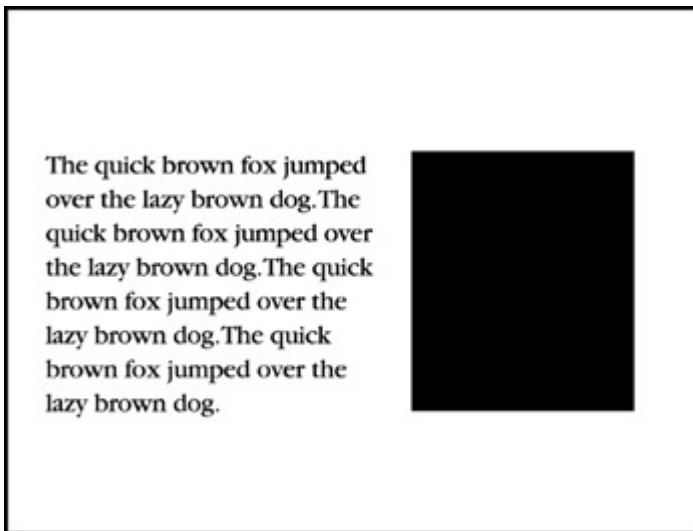 The quick brown fox jumped
over the lazy brown dog.The
quick brown fox jumped over
the lazy brown dog.The quick
brown fox jumped over the
lazy brown dog.The quick
brown fox jumped over the
lazy brown dog.